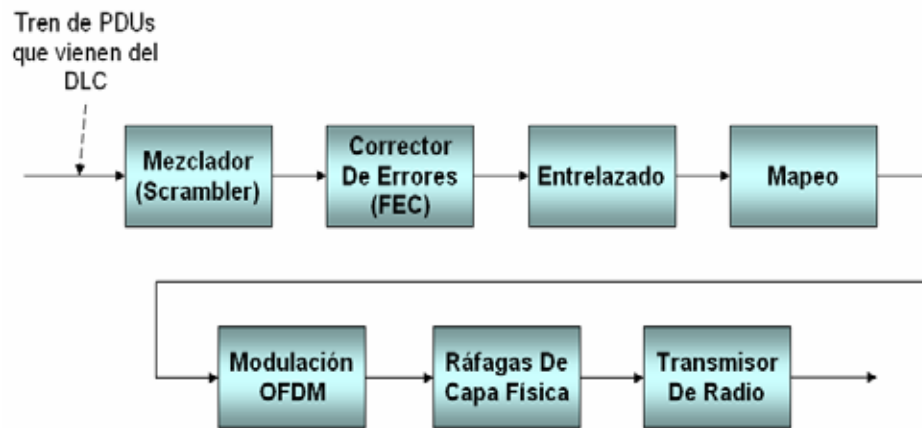 Tren de PDUs
que vienen del
DLC
Mezclador
(Scrambler)
Corrector
De Errores
(FEC)
Entrelazado
Mapeo
Modulación
OFDM
Ráfagas De
Capa Física
Transmisor
De Radio